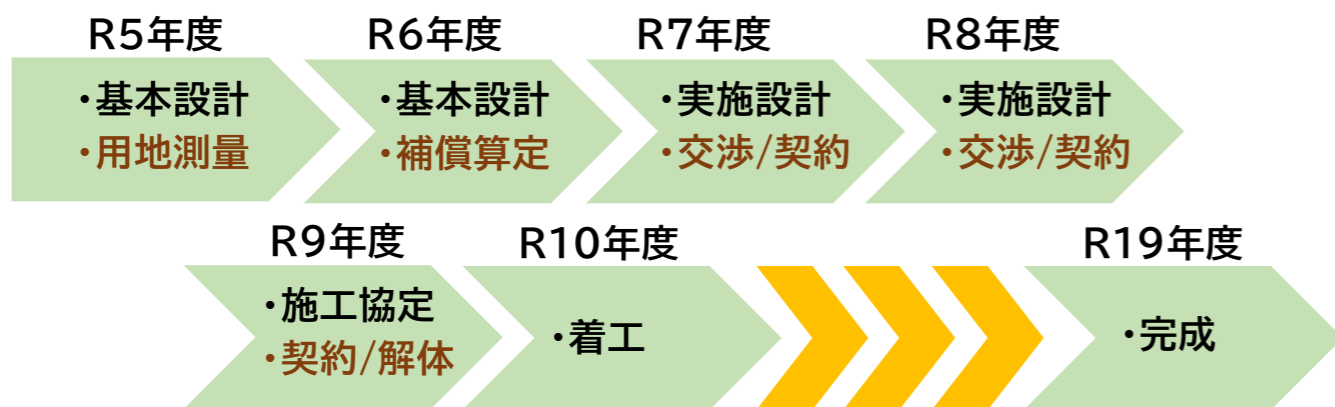 R5年度
・基本設計
・用地測量
R6年度
・基本設計
・補償算定
R7年度
・実施設計
・交渉/契約
R8年度
・実施設計
・交渉/契約
R9年度
・施工協定
・契約/解体
R10年度
・着工
R19年度
・完成